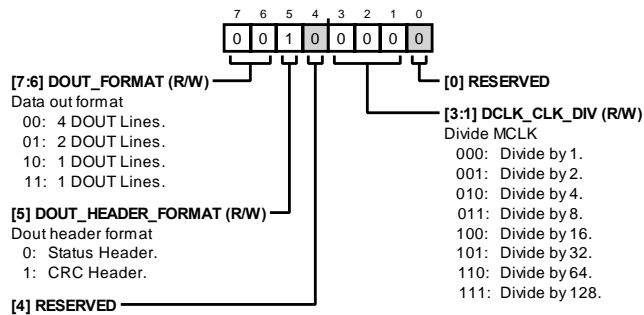 7 6 5 4 3 2 1 0
0 0 1 0 0 0 0 0
[7:6] DOUT_FORMAT (R/W)
Data out format
00: 4 DOUT Lines.
01: 2 DOUT Lines.
10: 1 DOUT Lines.
11: 1 DOUT Lines.
[5] DOUT_HEADER_FORMAT (R/W)
Dout header format
0: Status Header.
1: CRC Header.
[4] RESERVED
[0] RESERVED
[3:1] DCLK_CLK_DIV (R/W)
Divide MCLK
000: Divide by 1.
001: Divide by 2.
010: Divide by 4.
011: Divide by 8.
100: Divide by 16.
101: Divide by 32.
110: Divide by 64.
111: Divide by 128.